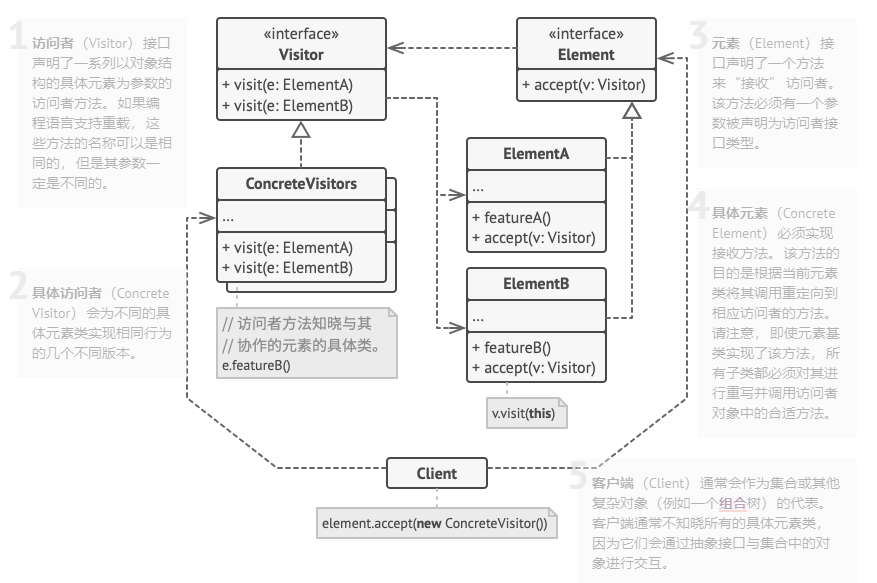 1
访问者（Visitor）接口
声明了一系列以对象结
构的具体元素为参数的
访问者方法。如果编
程语言支持重载，这
些方法的名称可以是相
同的，但是其参数一
定是不同的。
2
具体访问者（Concrete
Visitor）会为不同的具
体元素类实现相同行为
的几个不同版本。
«interface»
Visitor
+ visit(e: ElementA)
+ visit(e: ElementB)
ConcreteVisitors
...
+ visit(e: ElementA)
+ visit(e: ElementB)
// 访问者方法知晓与其
// 协作的元素的具体类。
e.featureB()
«interface»
Element
+ accept(v: Visitor)
ElementA
...
+ featureA()
+ accept(v: Visitor)
ElementB
...
+ featureB()
+ accept(v: Visitor)
v.visit(this)
3
元素（Element）接
口声明了一个方法
来“接收”访问者。
该方法必须有一个参
数被声明为访问者接
口类型。
4
具体元素（Concrete
Element）必须实现
接收方法。该方法的
目的是根据当前元素
类将其调用重定向到
相应访问者的方法。
请注意，即使元素基
类实现了该方法，所
有子类都必须对其进
行重写并调用访问者
对象中的合适方法。
Client
element.accept(new ConcreteVisitor())
5
客户端（Client）通常会作为集合或其他
复杂对象（例如一个组合树）的代表。
客户端通常不知晓所有的具体元素类，
因为它们会通过抽象接口与集合中的对
象进行交互。